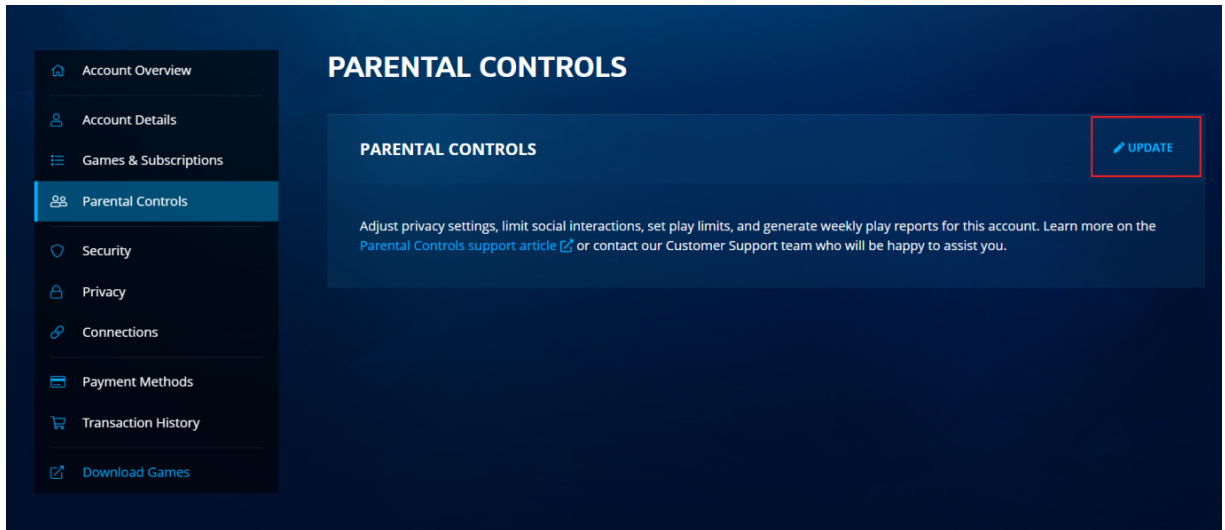 Account Overview
Account Details
Games & Subscriptions
Parental Controls
Security
Privacy
Connections
Payment Methods
Transaction History
Download Games
PARENTAL CONTROLS
PARENTAL CONTROLS
UPDATE
Adjust privacy settings, limit social interactions, set play limits, and generate weekly play reports for this account. Learn more on the
Parental Controls support article or contact our Customer Support team who will be happy to assist you.